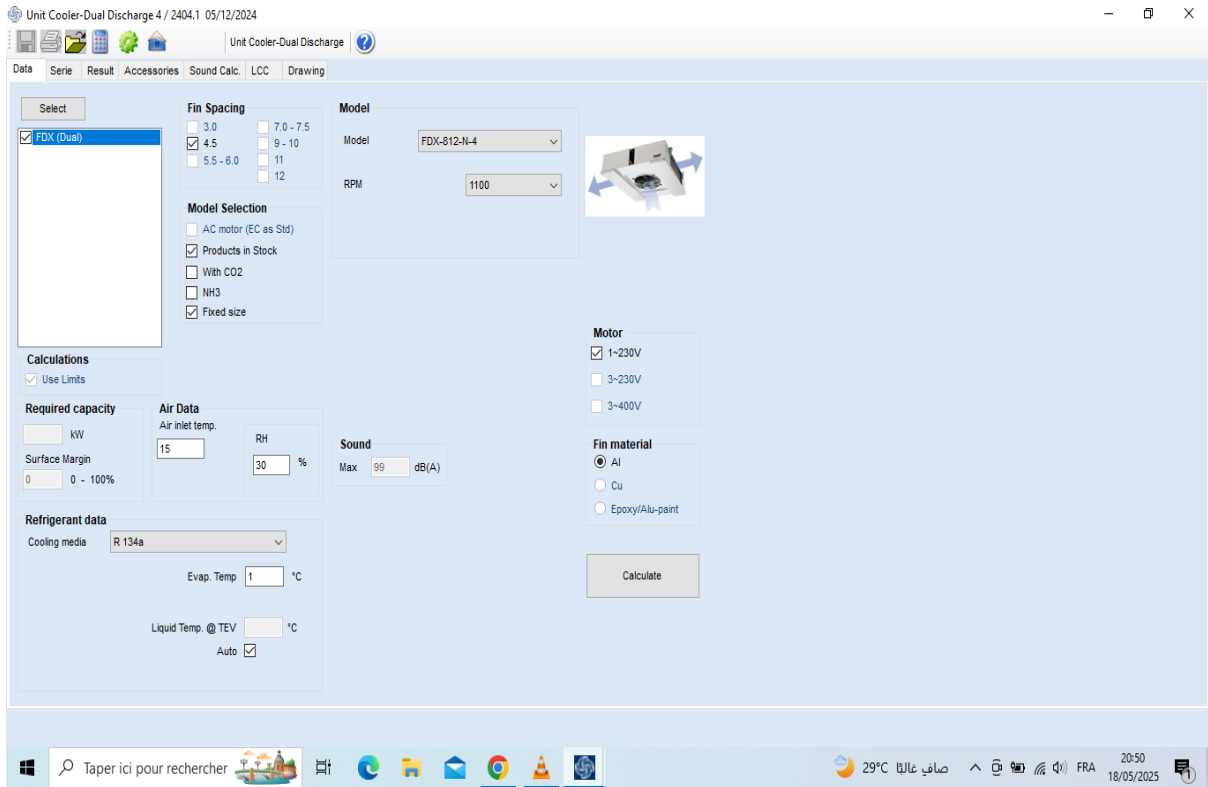 Unit Cooler-Dual Discharge 4 / 2404.1 05/12/2024
Unit Cooler-Dual Discharge
Data Serie Result Accessories Sound Calc. LCC Drawing
Select
FDX (Dual)
Fin Spacing
3.0 7.0 - 7.5
4.5 9 - 10
5.5 - 6.0 11
12
Model
Model FDX-812-N-4
RPM 1100
Model Selection
AC motor (EC as Std)
Products in Stock
With CO2
NH3
Fixed size
Motor
1~230V
3~230V
3~400V
Calculations
Use Limits
Required capacity
kW
Surface Margin
0 0 - 100%
Air Data
Air inlet temp.
15
RH
30 %
Sound
Max 99 dB(A)
Fin material
Al
Cu
Epoxy/Alu-paint
Refrigerant data
Cooling media R 134a
Evap. Temp 1 °C
Liquid Temp. @ TEV °C
Auto
Calculate
Taper ici pour rechercher
29°C صاف غالبًا
FRA
20:50
18/05/2025
1